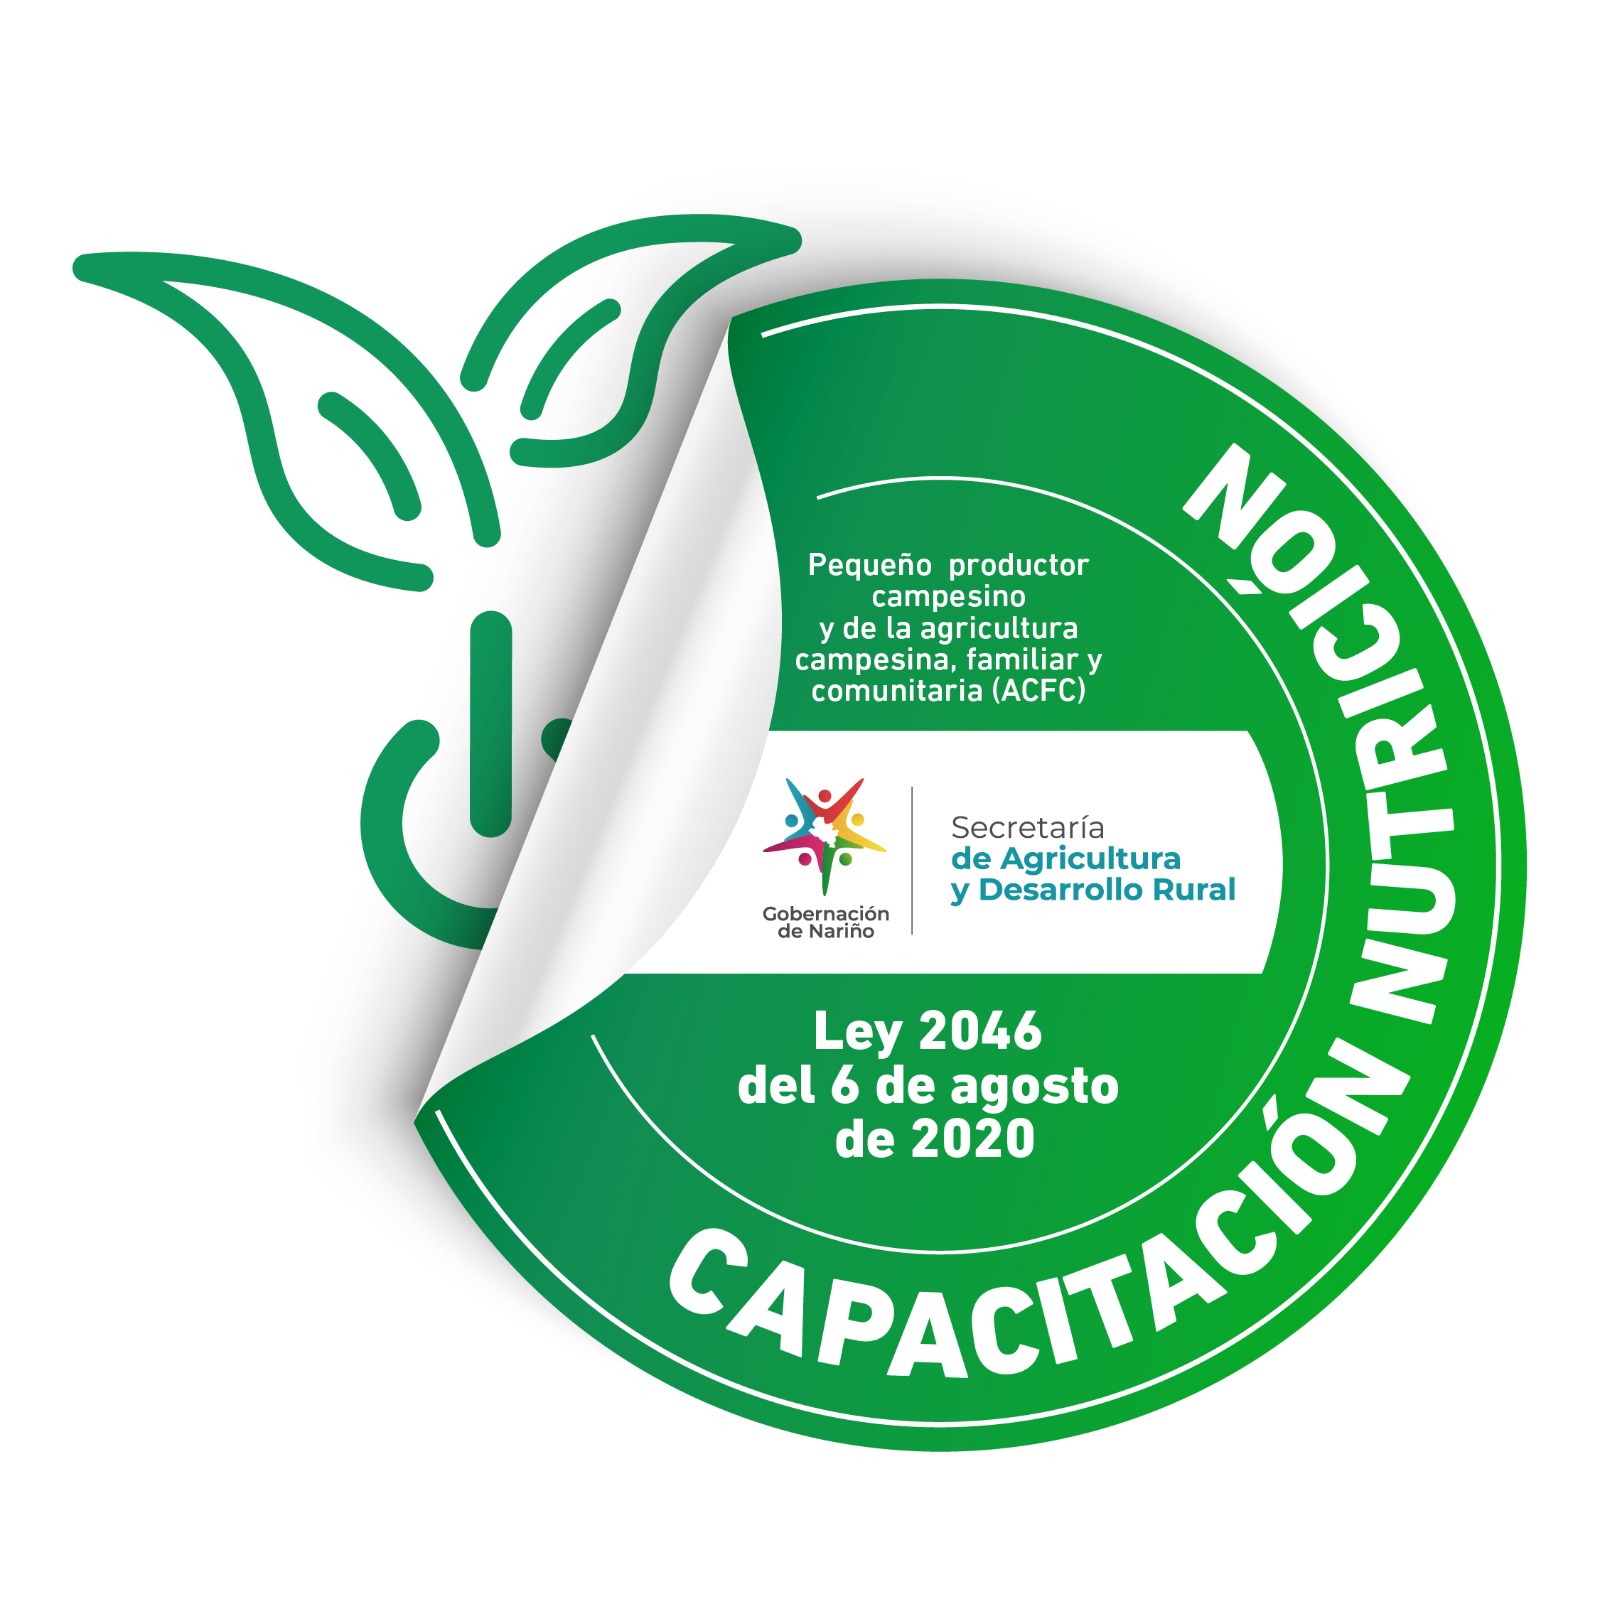 Pequeño productor
campesino
y de la agricultura
campesina, familiar y
comunitaria (ACFC)
Gobernación
de Nariño
Secretaría
de Agricultura
y Desarrollo Rural
Ley 2046
del 6 de agosto
de 2020
CAPACITACIÓN NUTRICIÓN